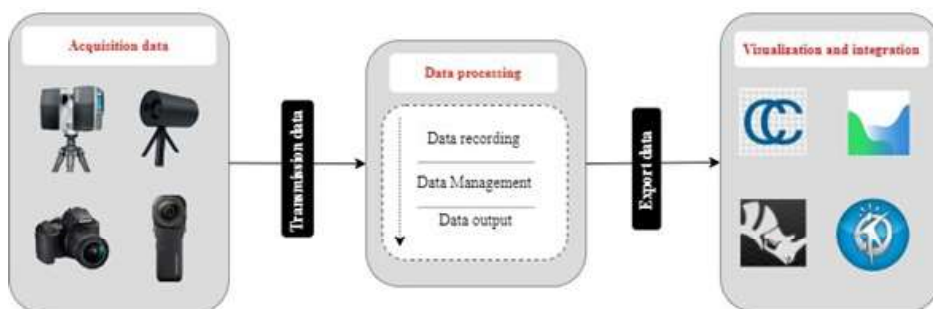 Acquisition data
Transmission data
Data processing
Data recording
Data Management
Data output
Export data
Visualization and integration